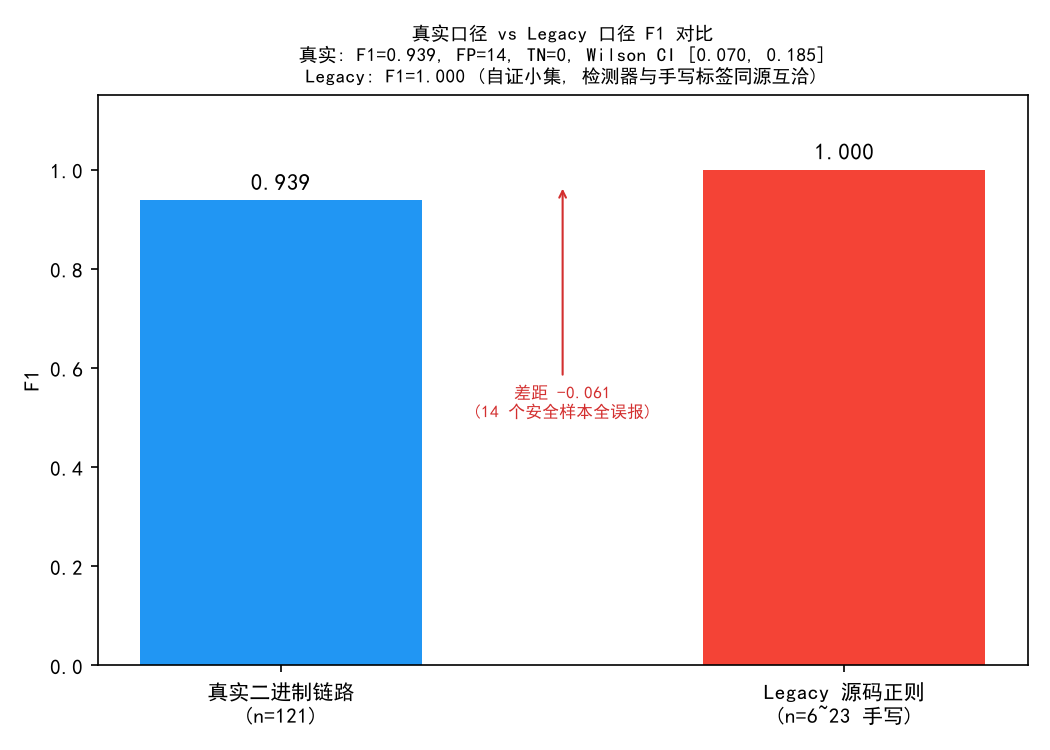 真实口径 vs Legacy 口径 F1 对比
真实: F1=0.939, FP=14, TN=0, Wilson CI [0.070, 0.185]
Legacy: F1=1.000 (自证小集, 检测器与手写标签同源互洽)
1.000
0.939
1.0
0.8
0.6
0.4
0.2
0.0
F1
差距 -0.061
(14 个安全样本全误报)
真实二进制链路
(n=121)
Legacy 源码正则
(n=6~23 手写)